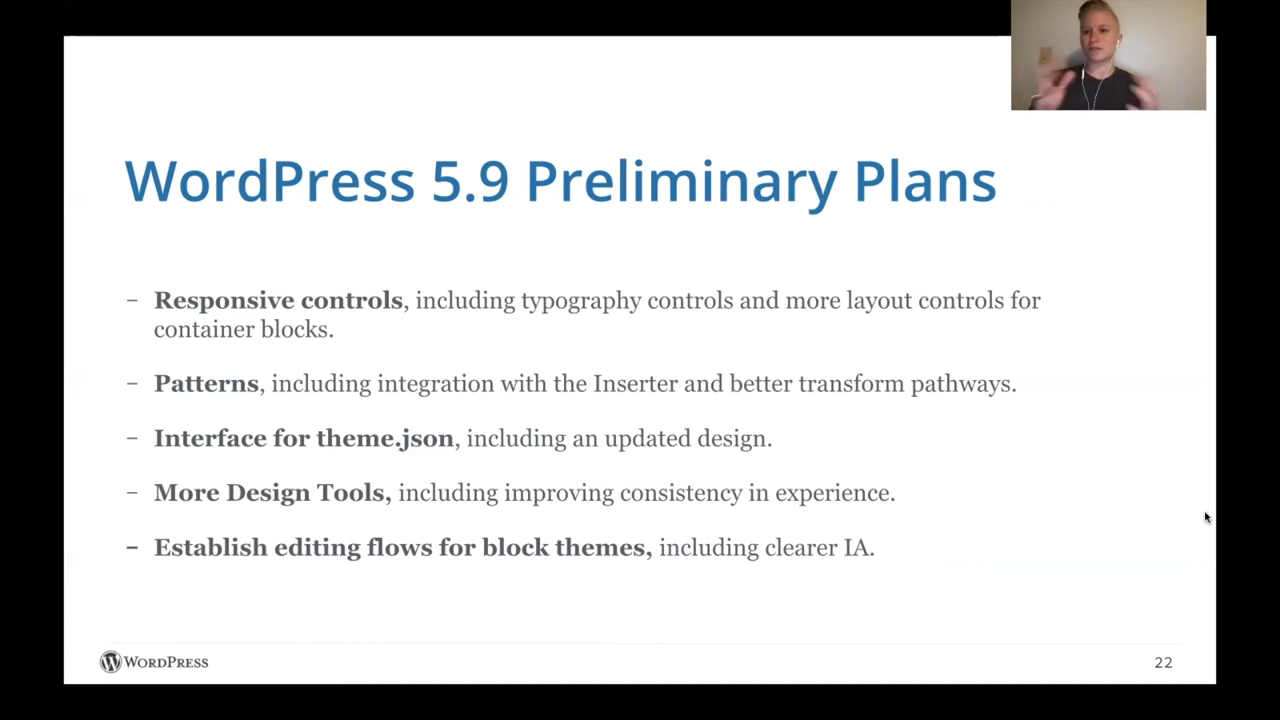 WordPress 5.9 Preliminary Plans
– Responsive controls, including typography controls and more layout controls for
container blocks.
– Patterns, including integration with the Inserter and better transform pathways.
– Interface for theme.json, including an updated design.
– More Design Tools, including improving consistency in experience.
– Establish editing flows for block themes, including clearer IA.
WORDPRESS
22